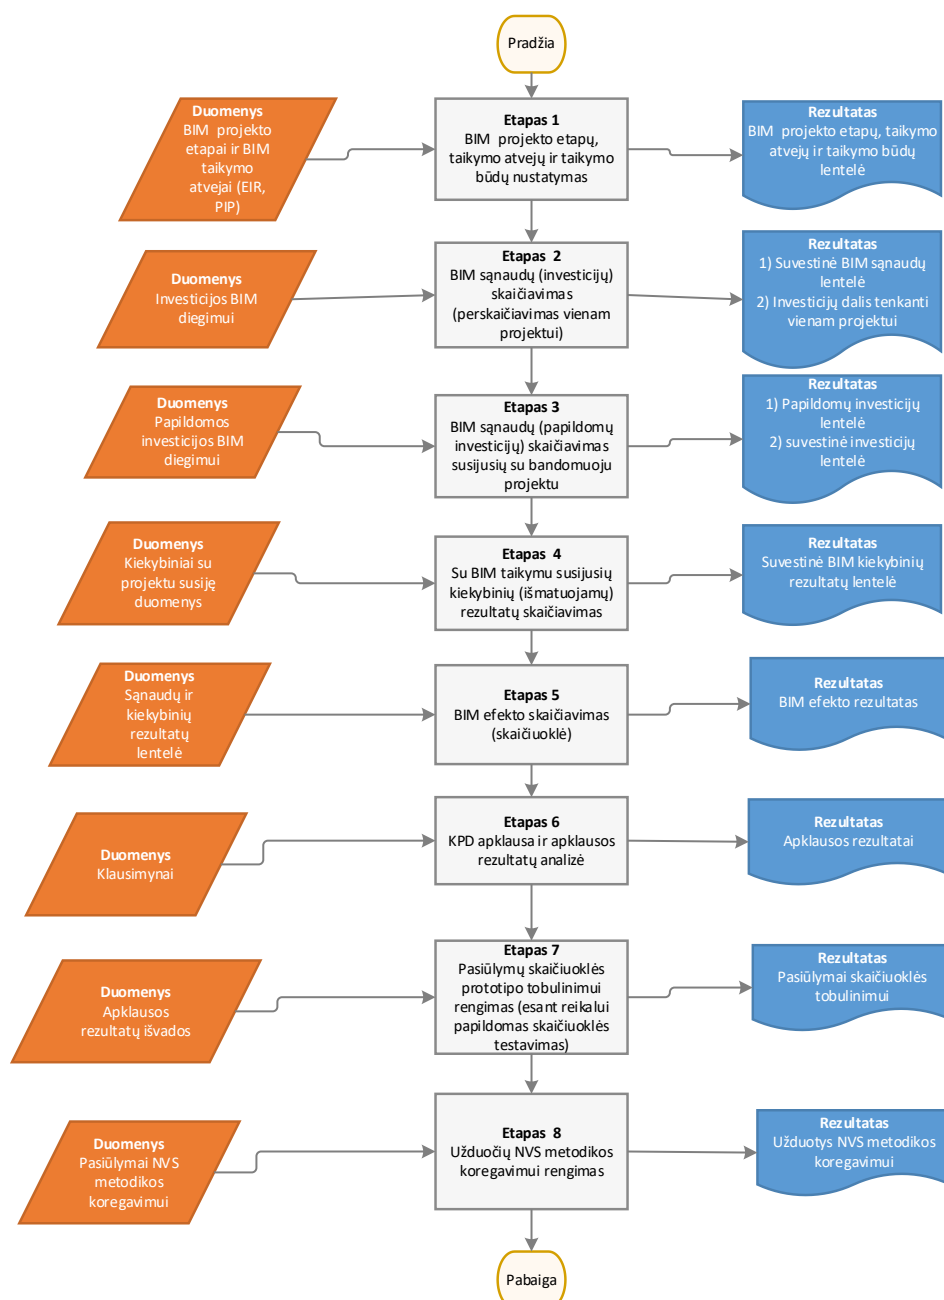 Pradžia
Duomenys
BIM projekto
etapai ir BIM
taikymo
atvejai (EIR,
PIP)
Etapas 1
BIM projekto etapų,
taikymo atvejų ir taikymo
būdų nustatymas
Rezultatas
BIM projekto etapų, taikymo
atvejų ir taikymo būdų
lentelė
Duomenys
Investicijos BIM
diegimui
Etapas 2
BIM sąnaudų (investicijų)
skaičiavimas
(perskaičiavimas vienam
projektui)
Rezultatas
1) Suvestinė BIM sąnaudų
lentelė
2) Investicijų dalis tenkanti
vienam projektui
Duomenys
Papildomos
investicijos BIM
diegimui
Etapas 3
BIM sąnaudų (papildomų
investicijų) skaičiavimas
susijusių su bandomuoju
projektu
Rezultatas
1) Papildomų investicijų
lentelė
2) suvestinė investicijų
lentelė
Duomenys
Kiekybiniai su
projektu susiję
duomenys
Etapas 4
Su BIM taikymu susijusių
kiekybinių (išmatuojamų)
rezultatų skaičiavimas
Rezultatas
Suvestinė BIM kiekybinių
rezultatų lentelė
Duomenys
Sąnaudų ir
kiekybinių
rezultatų
lentelė
Etapas 5
BIM efekto skaičiavimas
(skaičiuoklė)
Rezultatas
BIM efekto rezultatas
Duomenys
Klausimynai
Etapas 6
KPD apklausa ir apklausos
rezultatų analizė
Rezultatas
Apklausos rezultatai
Duomenys
Apklausos
rezultatų išvados
Etapas 7
Pasiūlymų skaičiuoklės
prototipo tobulinimui
rengimas (esant reikalui
papildomas skaičiuoklės
testavimas)
Rezultatas
Pasiūlymai skaičiuoklės
tobulinimui
Duomenys
Pasiūlymai NVS
metodikos
koregavimui
Etapas 8
Užduočių NVS metodikos
koregavimui rengimas
Rezultatas
Užduotys NVS metodikos
koregavimui
Pabaiga